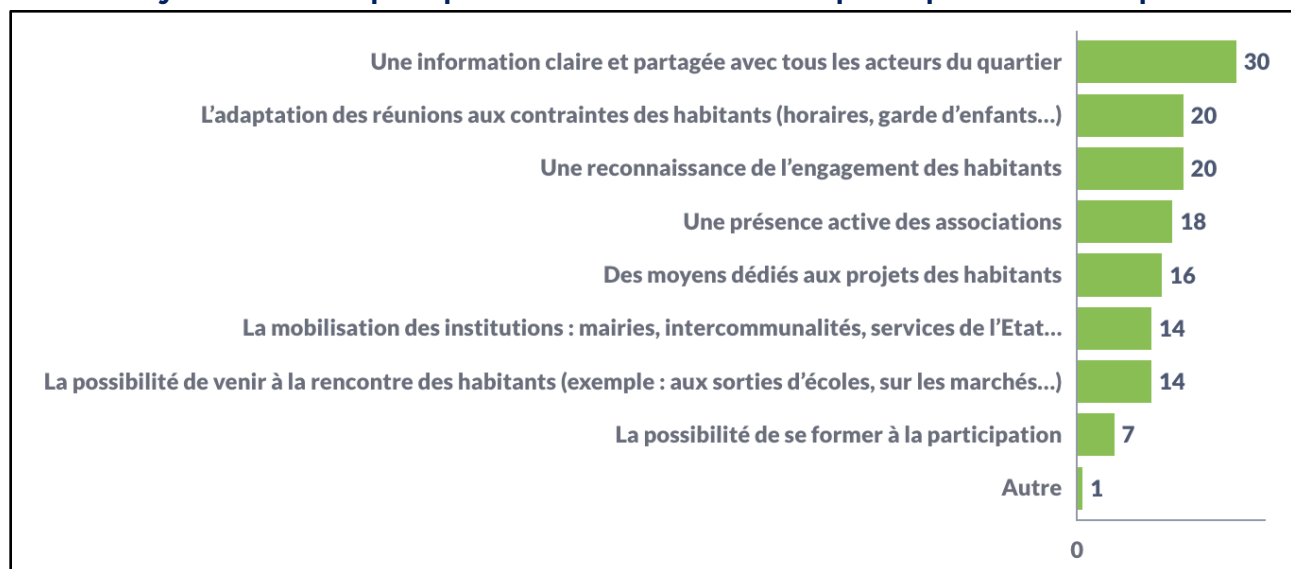 Une information claire et partagée avec tous les acteurs du quartier 30
L’adaptation des réunions aux contraintes des habitants (horaires, garde d’enfants…) 20
Une reconnaissance de l’engagement des habitants 20
Une présence active des associations 18
Des moyens dédiés aux projets des habitants 16
La mobilisation des institutions : mairies, intercommunalités, services de l’Etat… 14
La possibilité de venir à la rencontre des habitants (exemple : aux sorties d’écoles, sur les marchés…) 14
La possibilité de se former à la participation 7
Autre 1
0